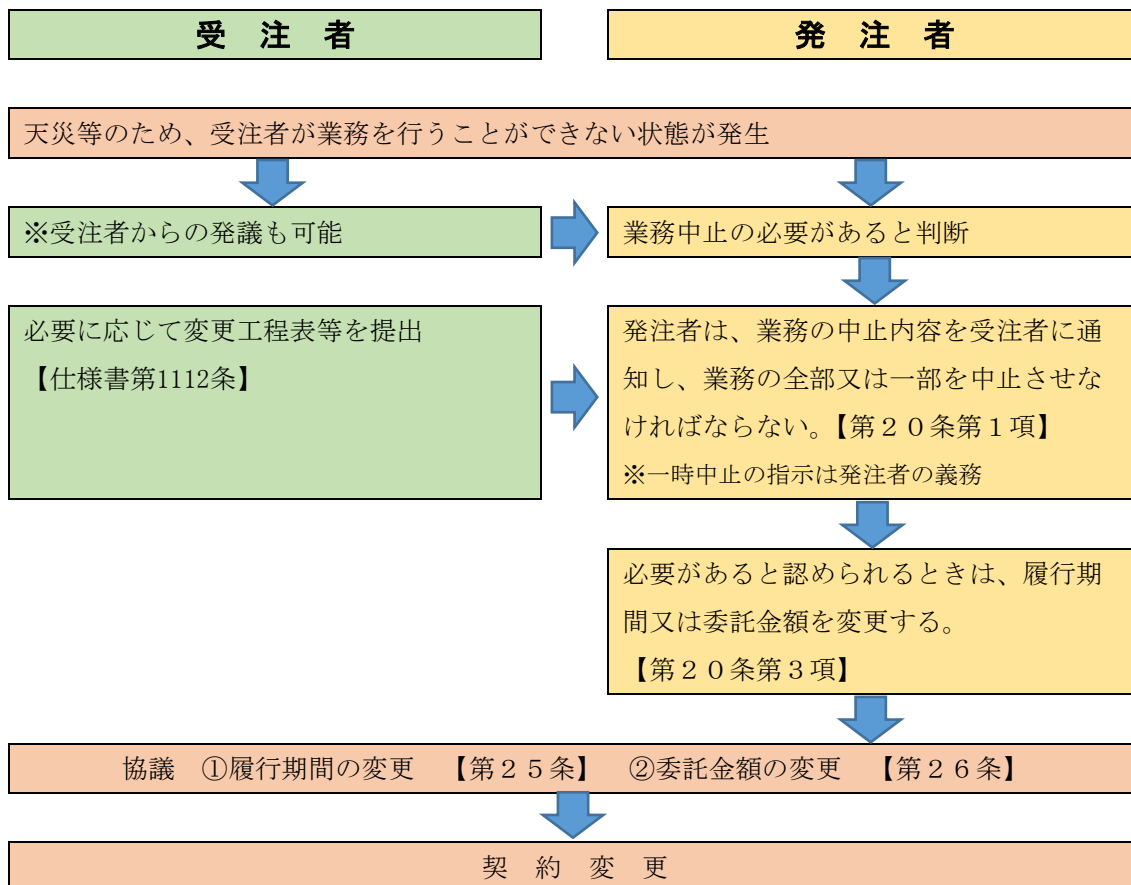 受 注 者
発 注 者
天災等のため、受注者が業務を行うことができない状態が発生
※受注者からの発議も可能
業務中止の必要があると判断
必要に応じて変更工程表等を提出
【仕様書第1112条】
発注者は、業務の中止内容を受注者に通
知し、業務の全部又は一部を中止させな
ければならない。【第２０条第１項】
※一時中止の指示は発注者の義務
必要があると認められるときは、履行期
間又は委託金額を変更する。
【第２０条第３項】
協議 ①履行期間の変更 【第２５条】 ②委託金額の変更 【第２６条】
契 約 変 更